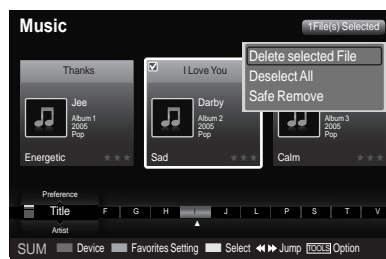 Music
1File(s) Selected
Delete selected File
Deselect All
Safe Remove
Thanks
I Love You
Jee
Album 1
2005
Pop
Darby
Album 2
2005
Pop
Album 3
2005
Pop
Energetic
Sad
Calm
Preference
Title
F G H I J L P S T V
Artist
SUM Device Favorites Setting Select Jump TOOLS Option